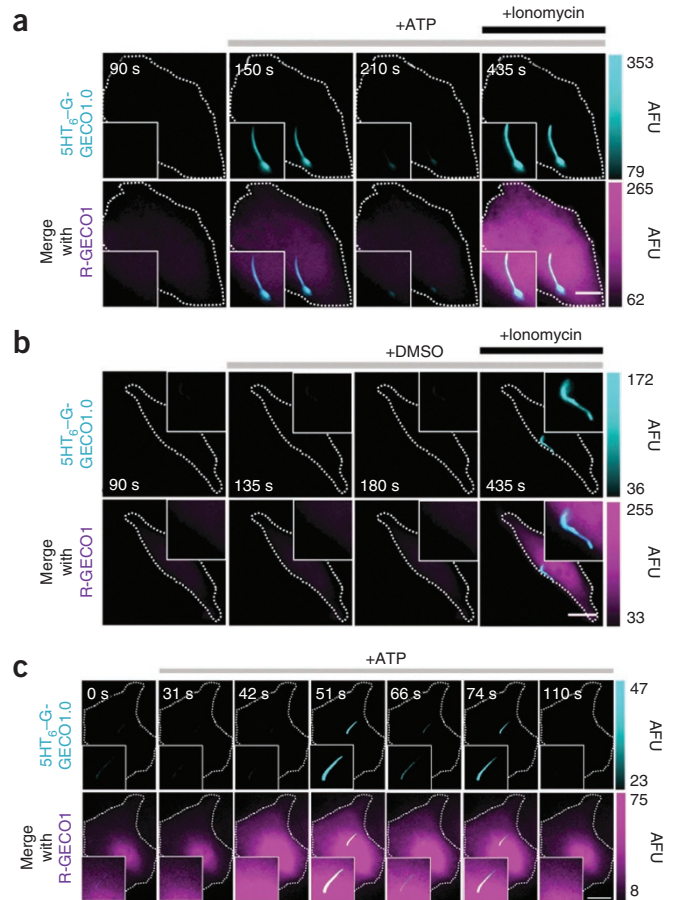 a
+Ionomycin
+ATP
5HT₆–G-
GECO1.0
90 s
150 s
210 s
435 s
353
AFU
79
Merge
with
R-GECO1
265
AFU
62
b
+Ionomycin
+DMSO
5HT₆–G-
GECO1.0
90 s
135 s
180 s
435 s
172
AFU
36
Merge
with
R-GECO1
255
AFU
33
c
+ATP
5HT₆–G-
GECO1.0
0 s
31 s
42 s
51 s
66 s
74 s
110 s
47
AFU
23
Merge
with
R-GECO1
75
AFU
8